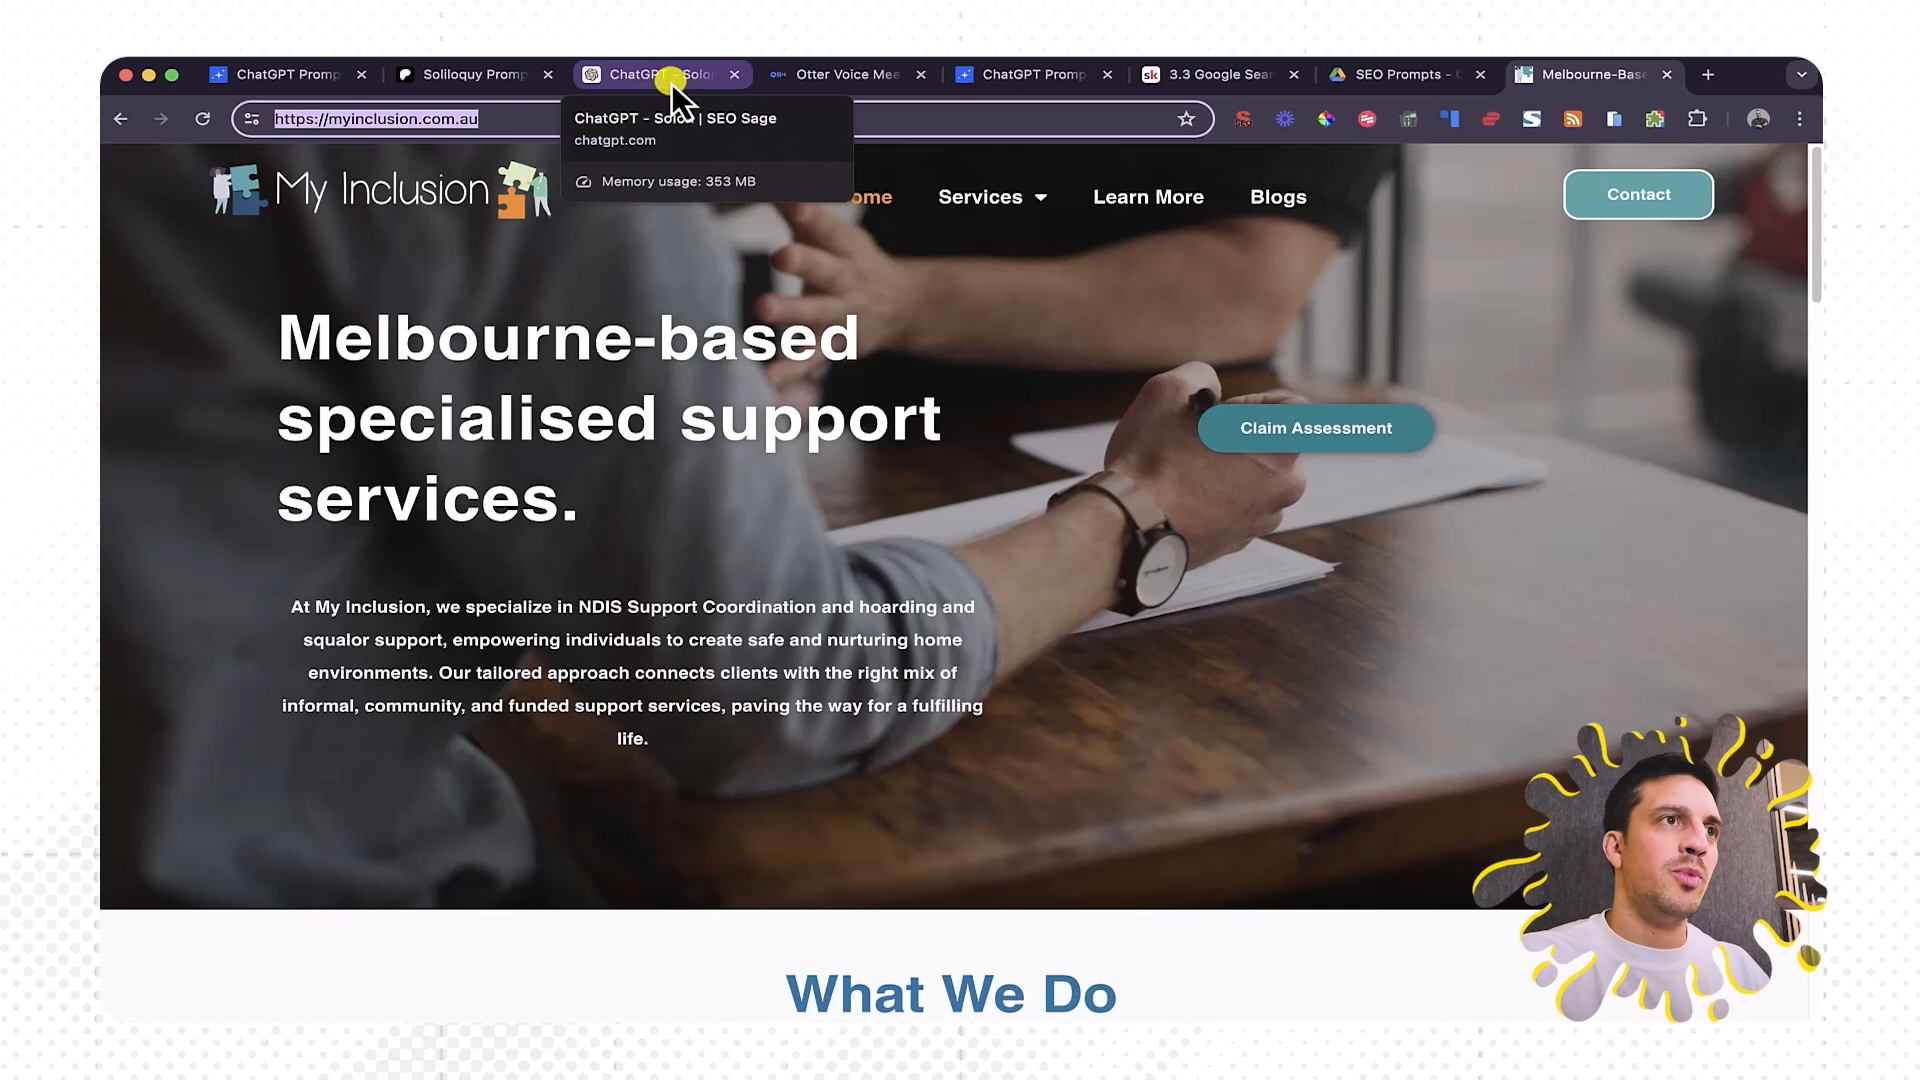 ChatGPT Promp
Soliloquy Promp
ChatGPT - Solo
Otter Voice Mee
ChatGPT Promp
sk
3.3 Google Sear
SEO Prompts -
Melbourne-Base
https://myinclusion.com.au
ChatGPT - Solo | SEO Sage
chatgpt.com
Memory usage: 353 MB
SEO
My Inclusion
ome
Services
Learn More
Blogs
Contact
Melbourne-based
specialised support
services.
Claim Assessment
At My Inclusion, we specialize in NDIS Support Coordination and hoarding and
squalor support, empowering individuals to create safe and nurturing home
environments. Our tailored approach connects clients with the right mix of
informal, community, and funded support services, paving the way for a fulfilling
life.
What We Do